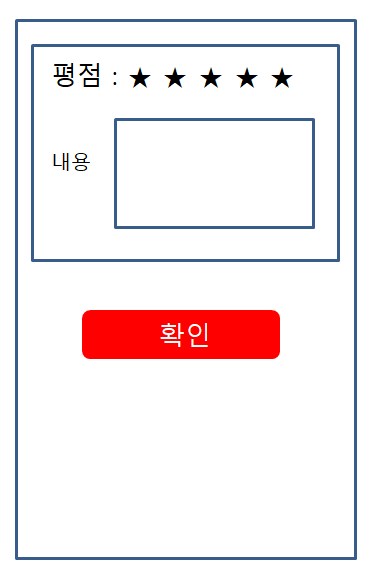 평점 : ★ ★ ★ ★ ★
내용
확인